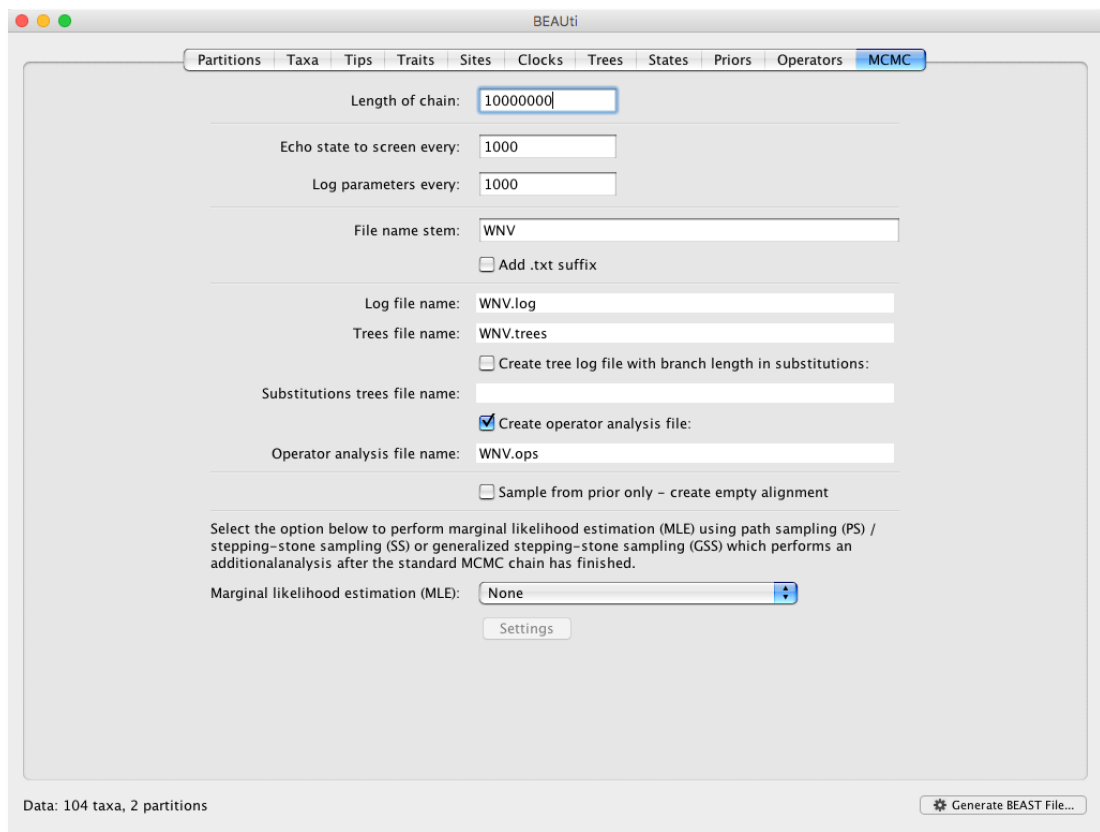 BEAUti
Partitions Taxa Tips Traits Sites Clocks Trees States Priors Operators MCMC
Length of chain: 10000000
Echo state to screen every: 1000
Log parameters every: 1000
File name stem: WNV
Add .txt suffix
Log file name: WNV.log
Trees file name: WNV.trees
Create tree log file with branch length in substitutions:
Substitutions trees file name:
Create operator analysis file:
Operator analysis file name: WNV.ops
Sample from prior only – create empty alignment
Select the option below to perform marginal likelihood estimation (MLE) using path sampling (PS) /
stepping-stone sampling (SS) or generalized stepping-stone sampling (GSS) which performs an
additionalanalysis after the standard MCMC chain has finished.
Marginal likelihood estimation (MLE): None
Settings
Data: 104 taxa, 2 partitions
Generate BEAST File...